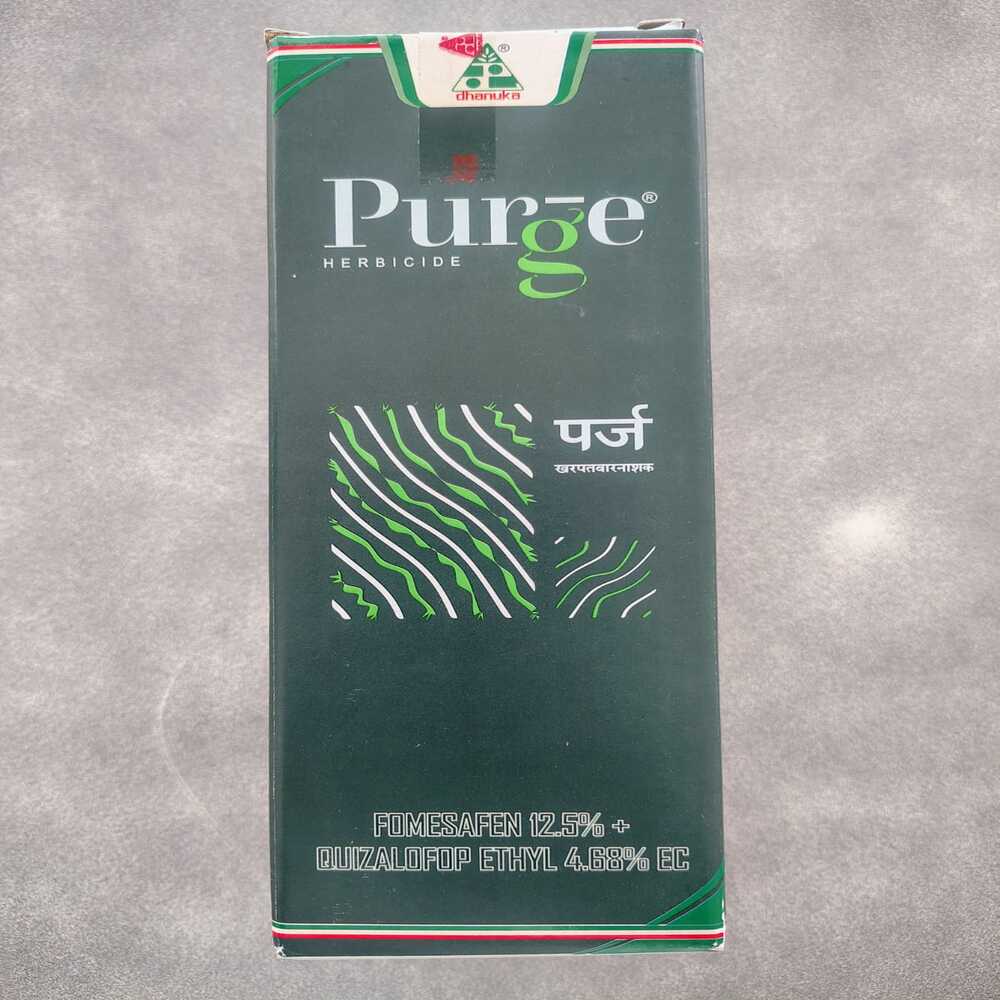 ®
dhanuka
Purge®
HERBICIDE
पर्ज
खरपतवारनाशक
FOMESAFEN 12.5% +
QUIZALOFOP ETHYL 4.68% EC